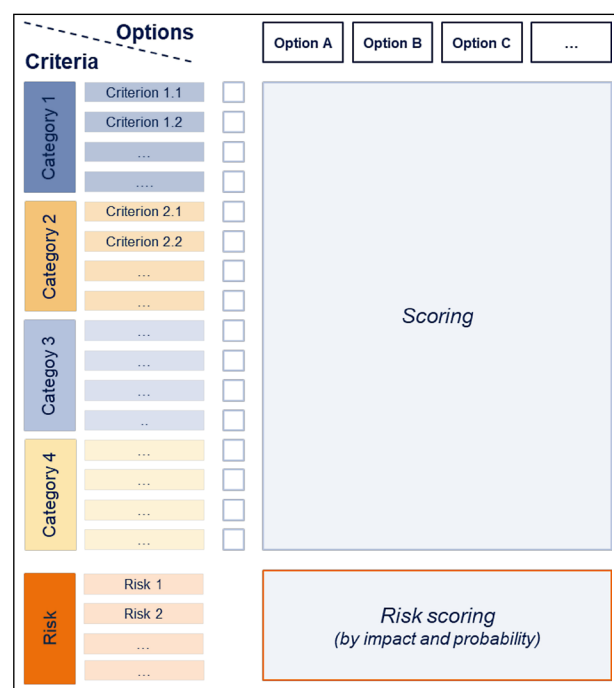 Options
Criteria
Option A
Option B
Option C
...
Category 1
Criterion 1.1
Criterion 1.2
...
....
Category 2
Criterion 2.1
Criterion 2.2
...
...
Categoy 3
...
...
...
..
Category 4
...
...
...
...
Scoring
Risk
Risk 1
Risk 2
...
...
Risk scoring
(by impact and probability)